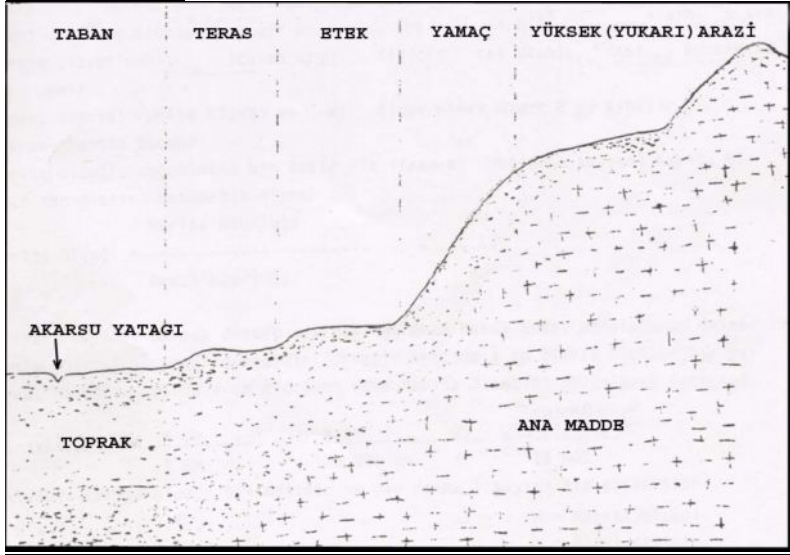 TABAN TERAS ETEK YAMAÇ YÜKSEK(YUKARI)ARAZİ
AKARSU YATAGI
TOPRAK
ANA MADDE